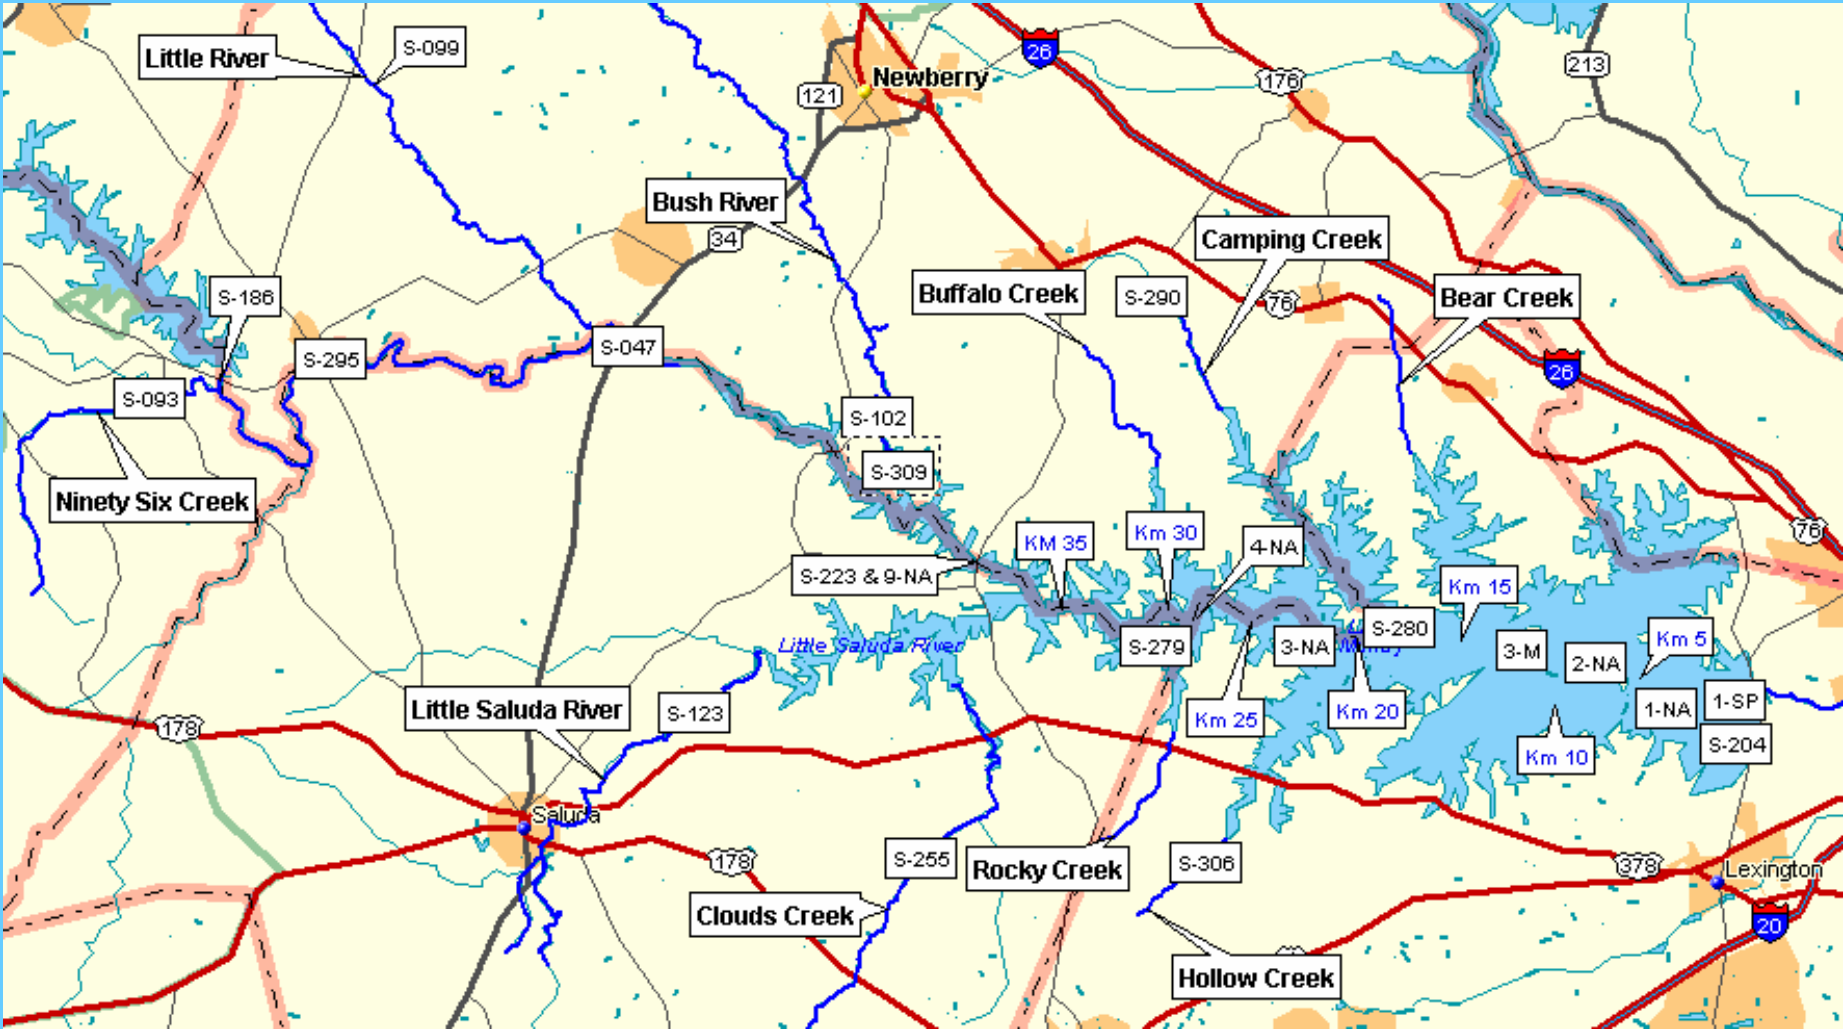 Little River
S-099
26
Newberry
176
213
121
Bush River
34
Camping Creek
Buffalo Creek
S-290
76
Bear Creek
S-186
S-295
S-047
26
S-093
S-102
S-309
Ninety Six Creek
76
KM 35
Km 30
4-NA
S-223 & 9-NA
Km 15
S-280
Little Saluda River
S-279
3-NA
3-M
2-NA
Km 5
Little Saluda River
S-123
Km 25
Km 20
1-NA
1-SP
178
Km 10
S-204
Saluda
178
S-255
Rocky Creek
S-306
378
Lexington
Clouds Creek
20
Hollow Creek